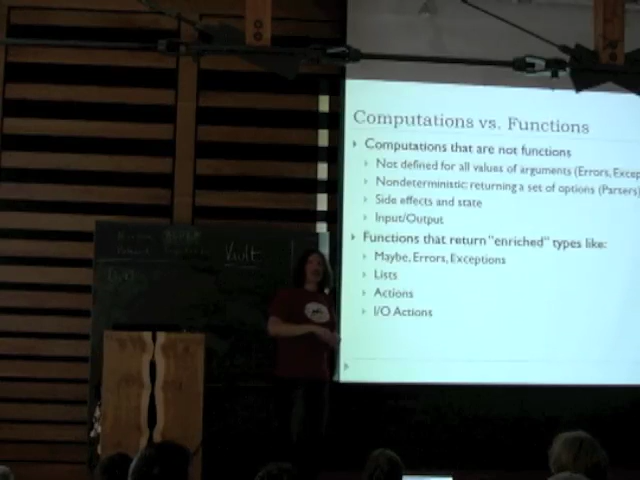 Computations vs. Functions
Computations that are not functions
Not defined for all values of arguments (Errors, Excep
Nondeterministic: returning a set of options (Parsers)
Side effects and state
Input/Output
Functions that return "enriched" types like:
Maybe, Errors, Exceptions
Lists
Actions
I/O Actions
Vault